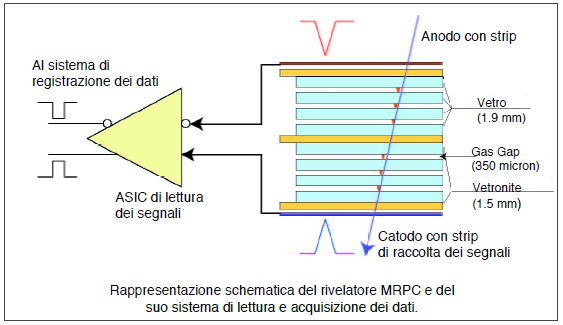 Al sistema di
registrazione dei dati
Anodo con strip
Vetro
(1.9 mm)
Gas Gap
(350 micron)
Vetronite
(1.5 mm)
ASIC di lettura
dei segnali
Catodo con strip
di raccolta dei segnali
Rappresentazione schematica del rivelatore MRPC e del
suo sistema di lettura e acquisizione dei dati.